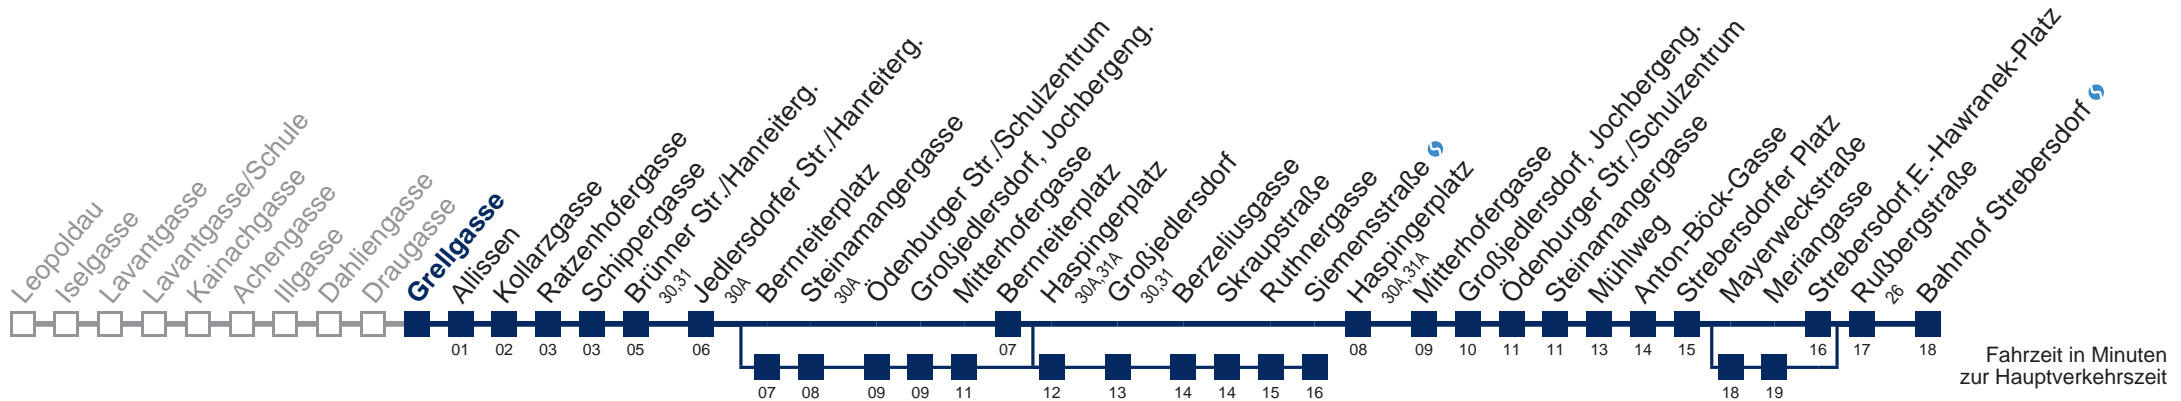 Leopoldau
Iselgasse
Lavantgasse
Lavantgasse/Schule
Kainachgasse
Achengasse
Illgasse
Dahliengasse
Draugasse
Grellgasse
Allissen
Kollarzgasse
Ratzenhofergasse
Schippergasse
Brünner Str./Hanreiterg.
30,31
Jedlersdorfer Str./Hanreiterg.
30A
Bernreiterplatz
Steinamangergasse
30A
Ödenburger Str./Schulzentrum
Großjedlersdorf, Jochbergeng.
Mitterhofergasse
Bernreiterplatz
Haspingerplatz
30A,31A
Großjedlersdorf
30,31
Berzeliusgasse
Skraupstraße
Ruthnergasse
Siemensstraße
Haspingerplatz
30A,31A
Mitterhofergasse
Großjedlersdorf, Jochbergeng.
Ödenburger Str./Schulzentrum
Steinamangergasse
Mühlweg
Anton-Böck-Gasse
Strebersdorfer Platz
Mayerweckstraße
Meriangasse
Strebersdorf,E.-Hawranek-Platz
Rußbergstraße
26
Bahnhof Strebersdorf
01 02 03 03 05 06 07 08 09 10 11 11 13 14 15 16 17 18
07 08 09 09 11 12 13 14 14 15 16 18 19
Fahrzeit in Minuten
zur Hauptverkehrszeit